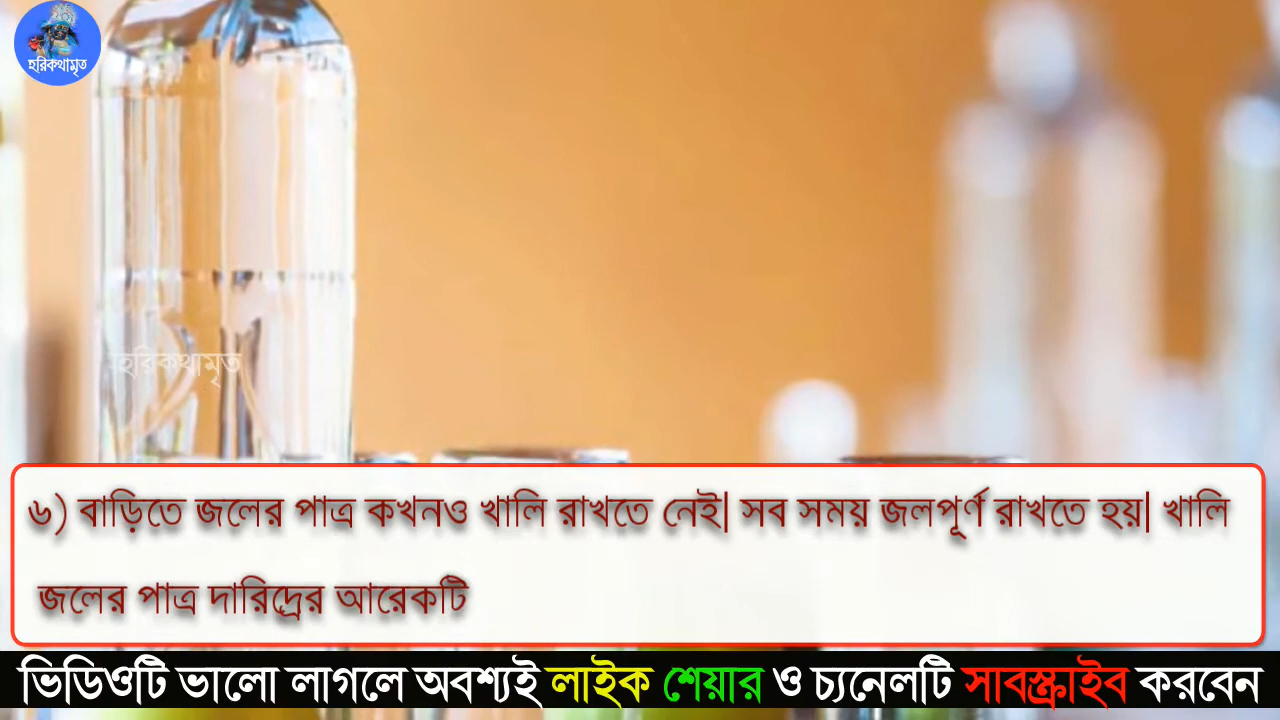 হরিকথামৃত
হরিকথামৃত
৬) বাড়িতে জলের পাত্র কখনও খালি রাখতে নেই| সব সময় জলপূর্ণ রাখতে হয়| খালি
জলের পাত্র দারিদ্রের আরেকটি
ভিডিওটি ভালো লাগলে অবশ্যই লাইক শেয়ার ও চ্যনেলটি সাবস্ক্রাইব করবেন